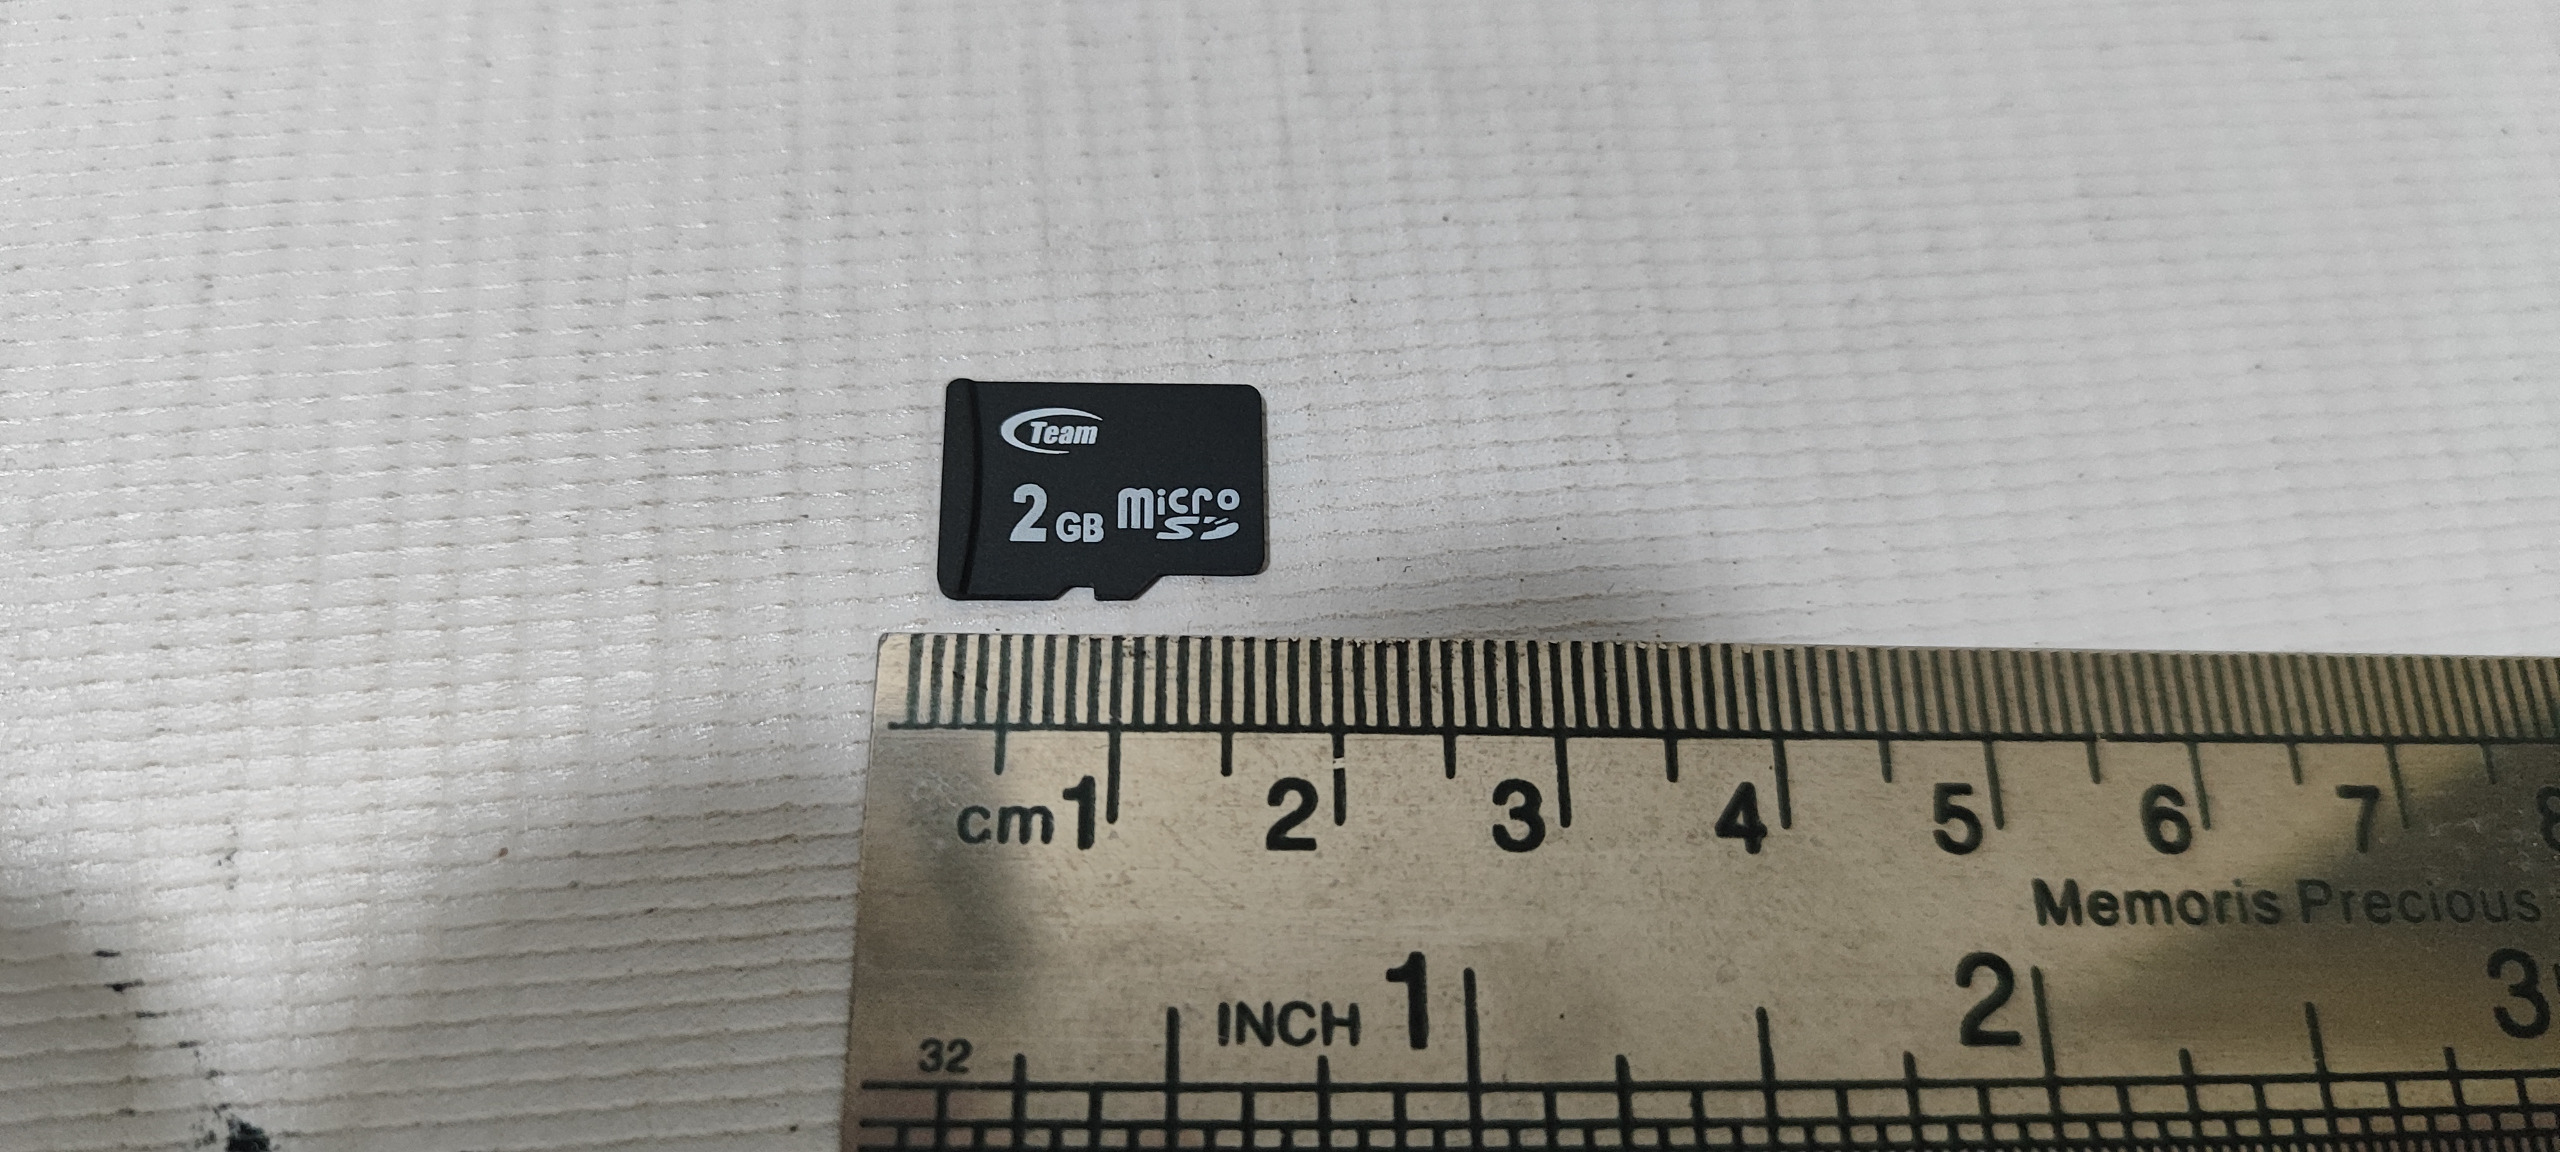 Team
2 GB micro
SD
cm 1 2 3 4 5 6 7 8
Memoris Precious
INCH 1 2 3
32